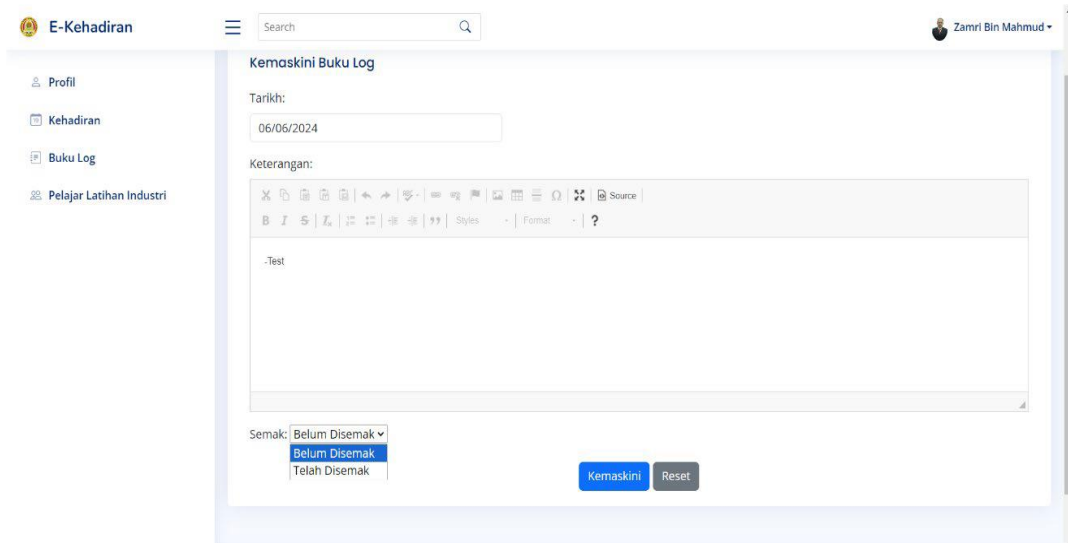 E-Kehadiran
Search
Zamri Bin Mahmud
Profil
Kehadiran
Buku Log
Pelajar Latihan Industri
Kemaskini Buku Log
Tarikh:
06/06/2024
Keterangan:
Source
B I S Ix Styles Format ?
-Test
Semak: Belum Disemak
Belum Disemak
Telah Disemak
Kemaskini Reset